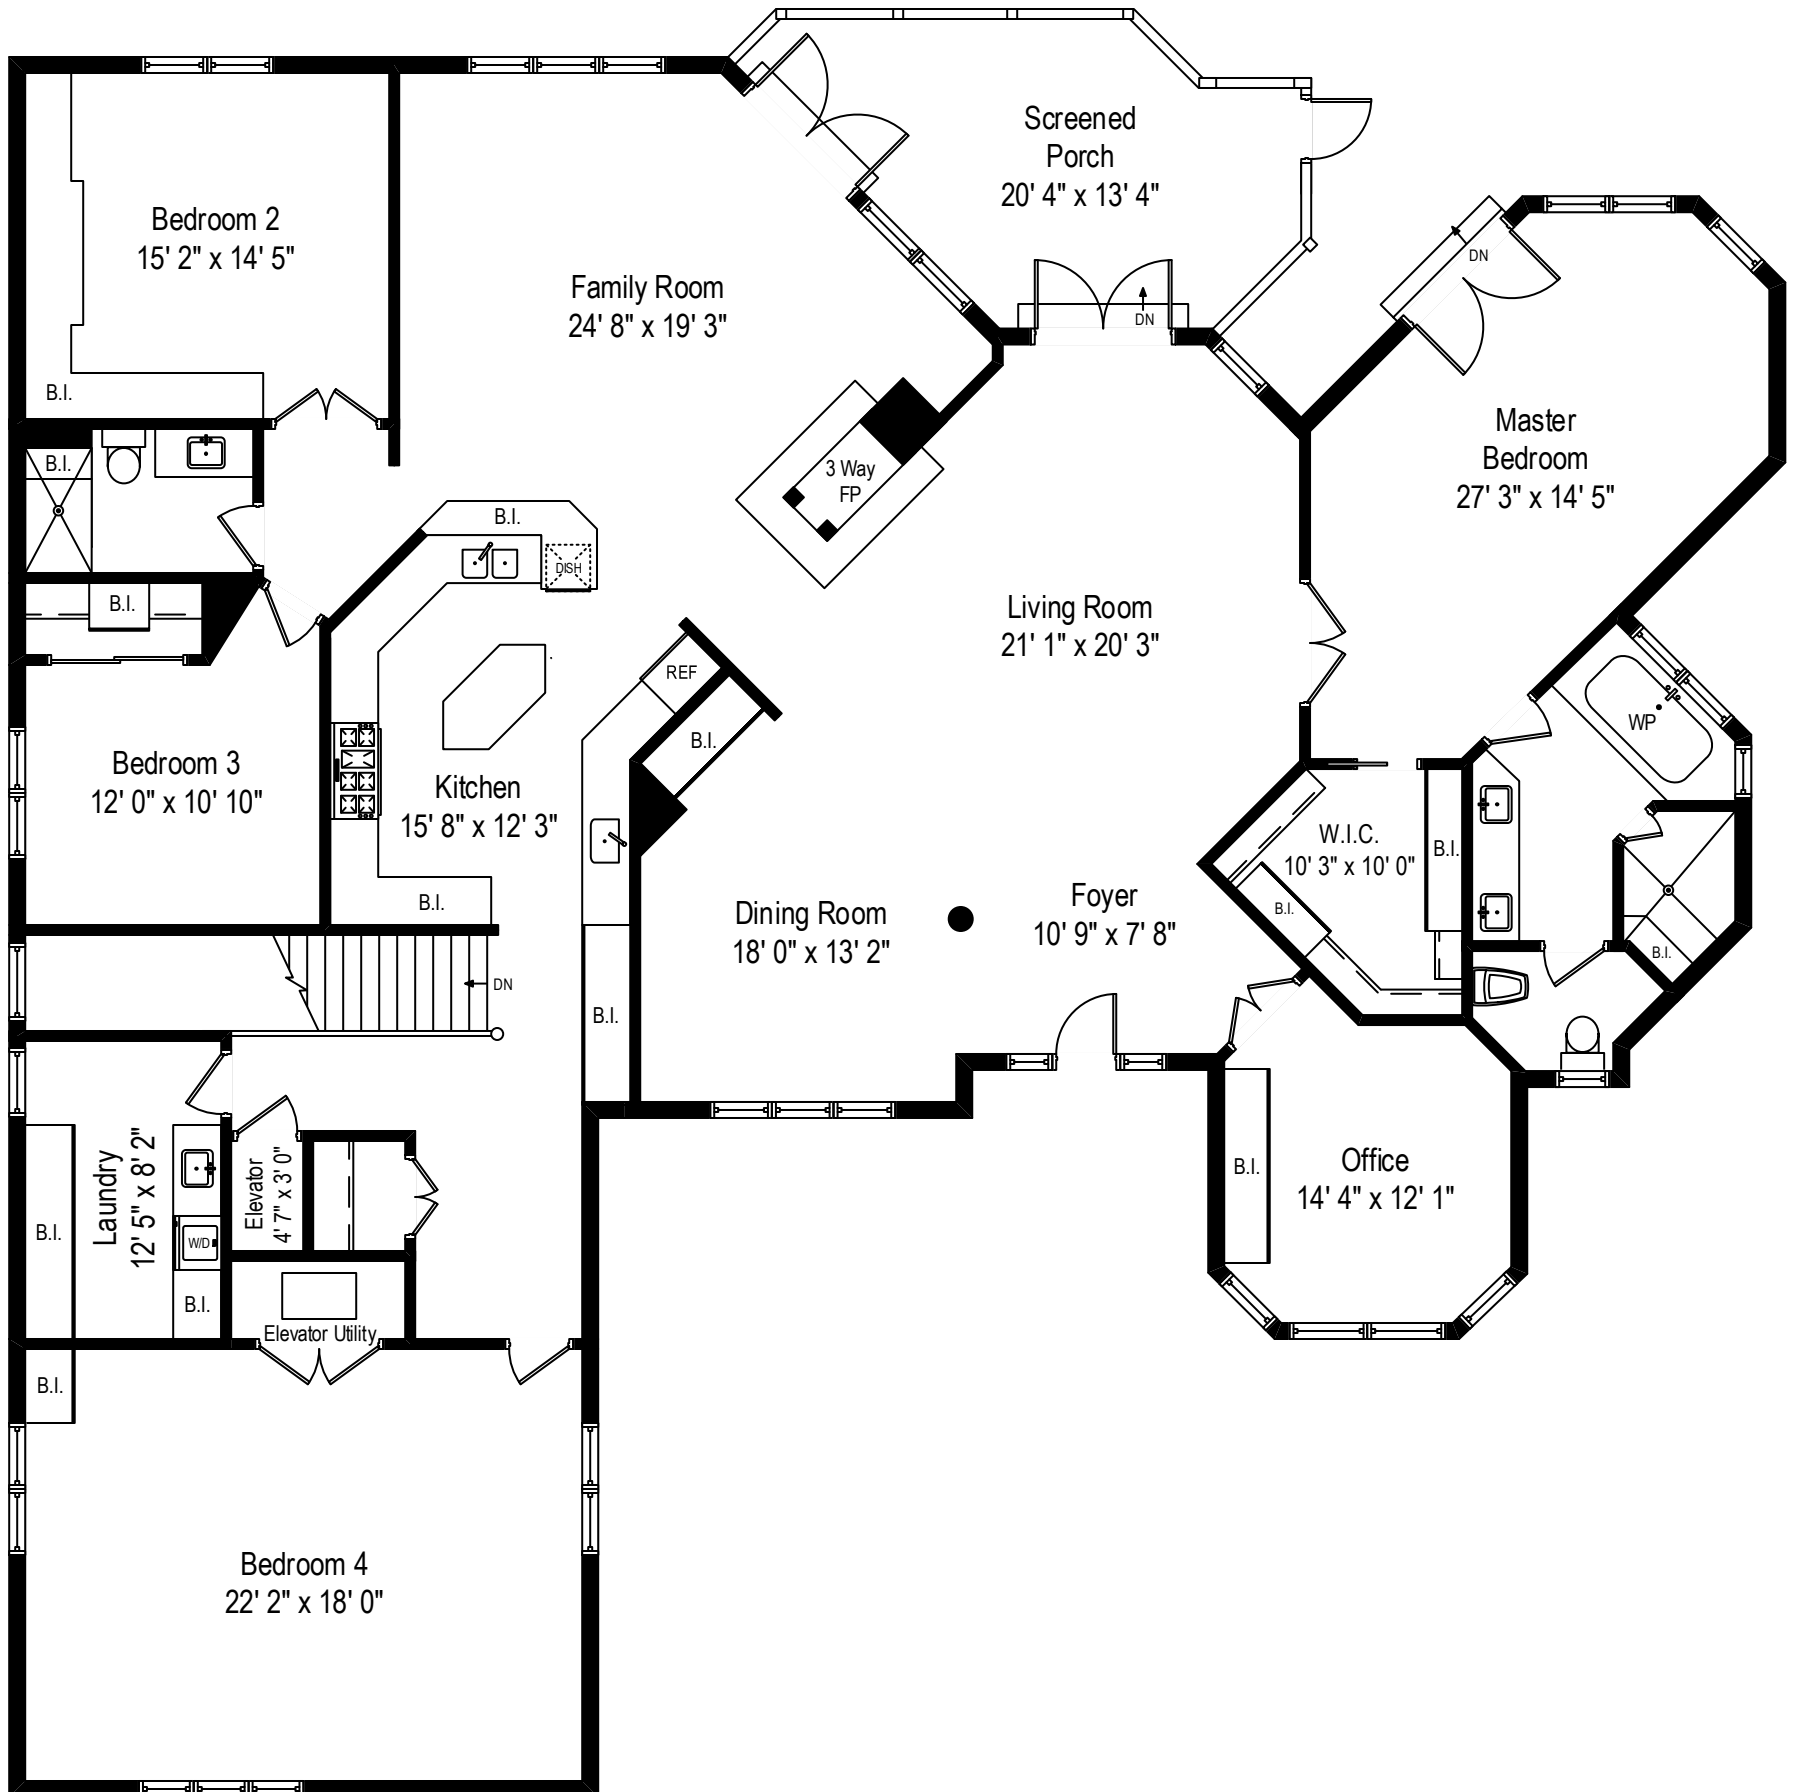 Screened
Porch
20' 4" x 13' 4"
Bedroom 2
15' 2" x 14' 5"
DN
Family Room
24' 8" x 19' 3"
DN
B.I.
Master
Bedroom
27' 3" x 14' 5"
B.I.
3 Way
FP
B.I.
DISH
B.I.
Living Room
21' 1" x 20' 3"
REF
WP
B.I.
Bedroom 3
12' 0" x 10' 10"
Kitchen
15' 8" x 12' 3"
W.I.C.
10' 3" x 10' 0"
B.I.
B.I.
B.I.
Foyer
10' 9" x 7' 8"
Dining Room
18' 0" x 13' 2"
B.I.
DN
B.I.
Laundry
12' 5" x 8' 2"
Elevator
4' 7" x 3' 0"
B.I.
Office
14' 4" x 12' 1"
B.I.
W/D
B.I.
Elevator Utility
B.I.
Bedroom 4
22' 2" x 18' 0"